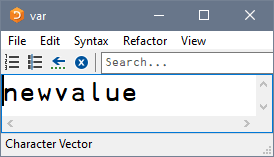 var
File Edit Syntax Refactor View
Search...
newvalue
Character Vector